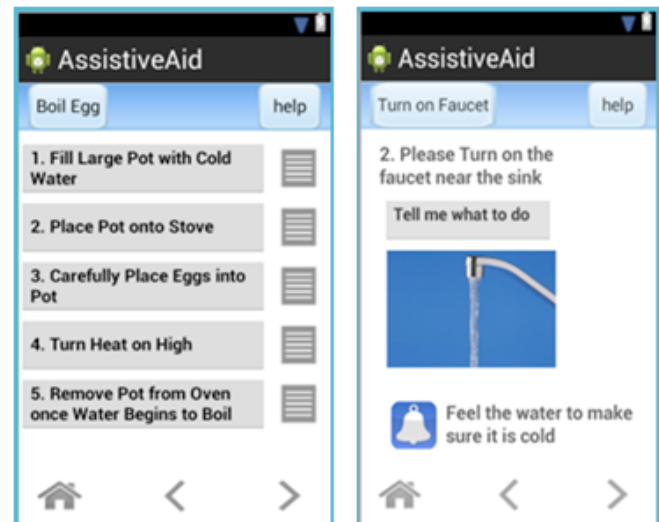 AssistiveAid
Boil Egg
help
1. Fill Large Pot with Cold
Water
2. Place Pot onto Stove
3. Carefully Place Eggs into
Pot
4. Turn Heat on High
5. Remove Pot from Oven
once Water Begins to Boil
AssistiveAid
Turn on Faucet
help
2. Please Turn on the
faucet near the sink
Tell me what to do
Feel the water to make
sure it is cold